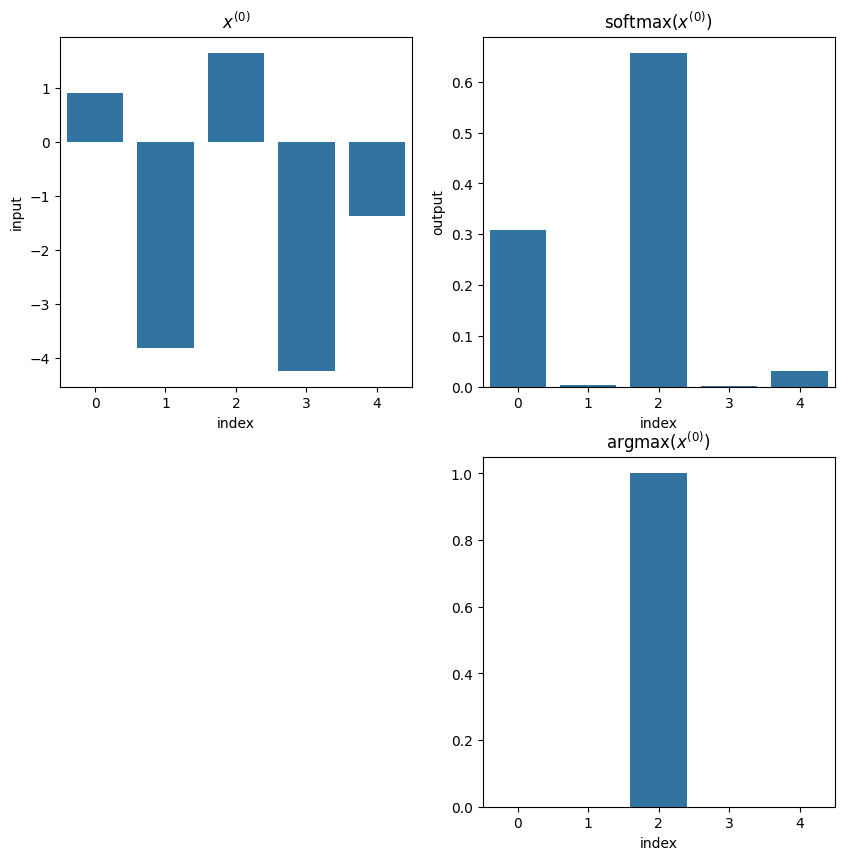 x^(0)
1
0
−1
−2
−3
−4
input
0 1 2 3 4
index
softmax(x^(0))
0.6
0.5
0.4
0.3
0.2
0.1
0.0
output
0 1 2 3 4
index
argmax(x^(0))
1.0
0.8
0.6
0.4
0.2
0.0
0 1 2 3 4
index